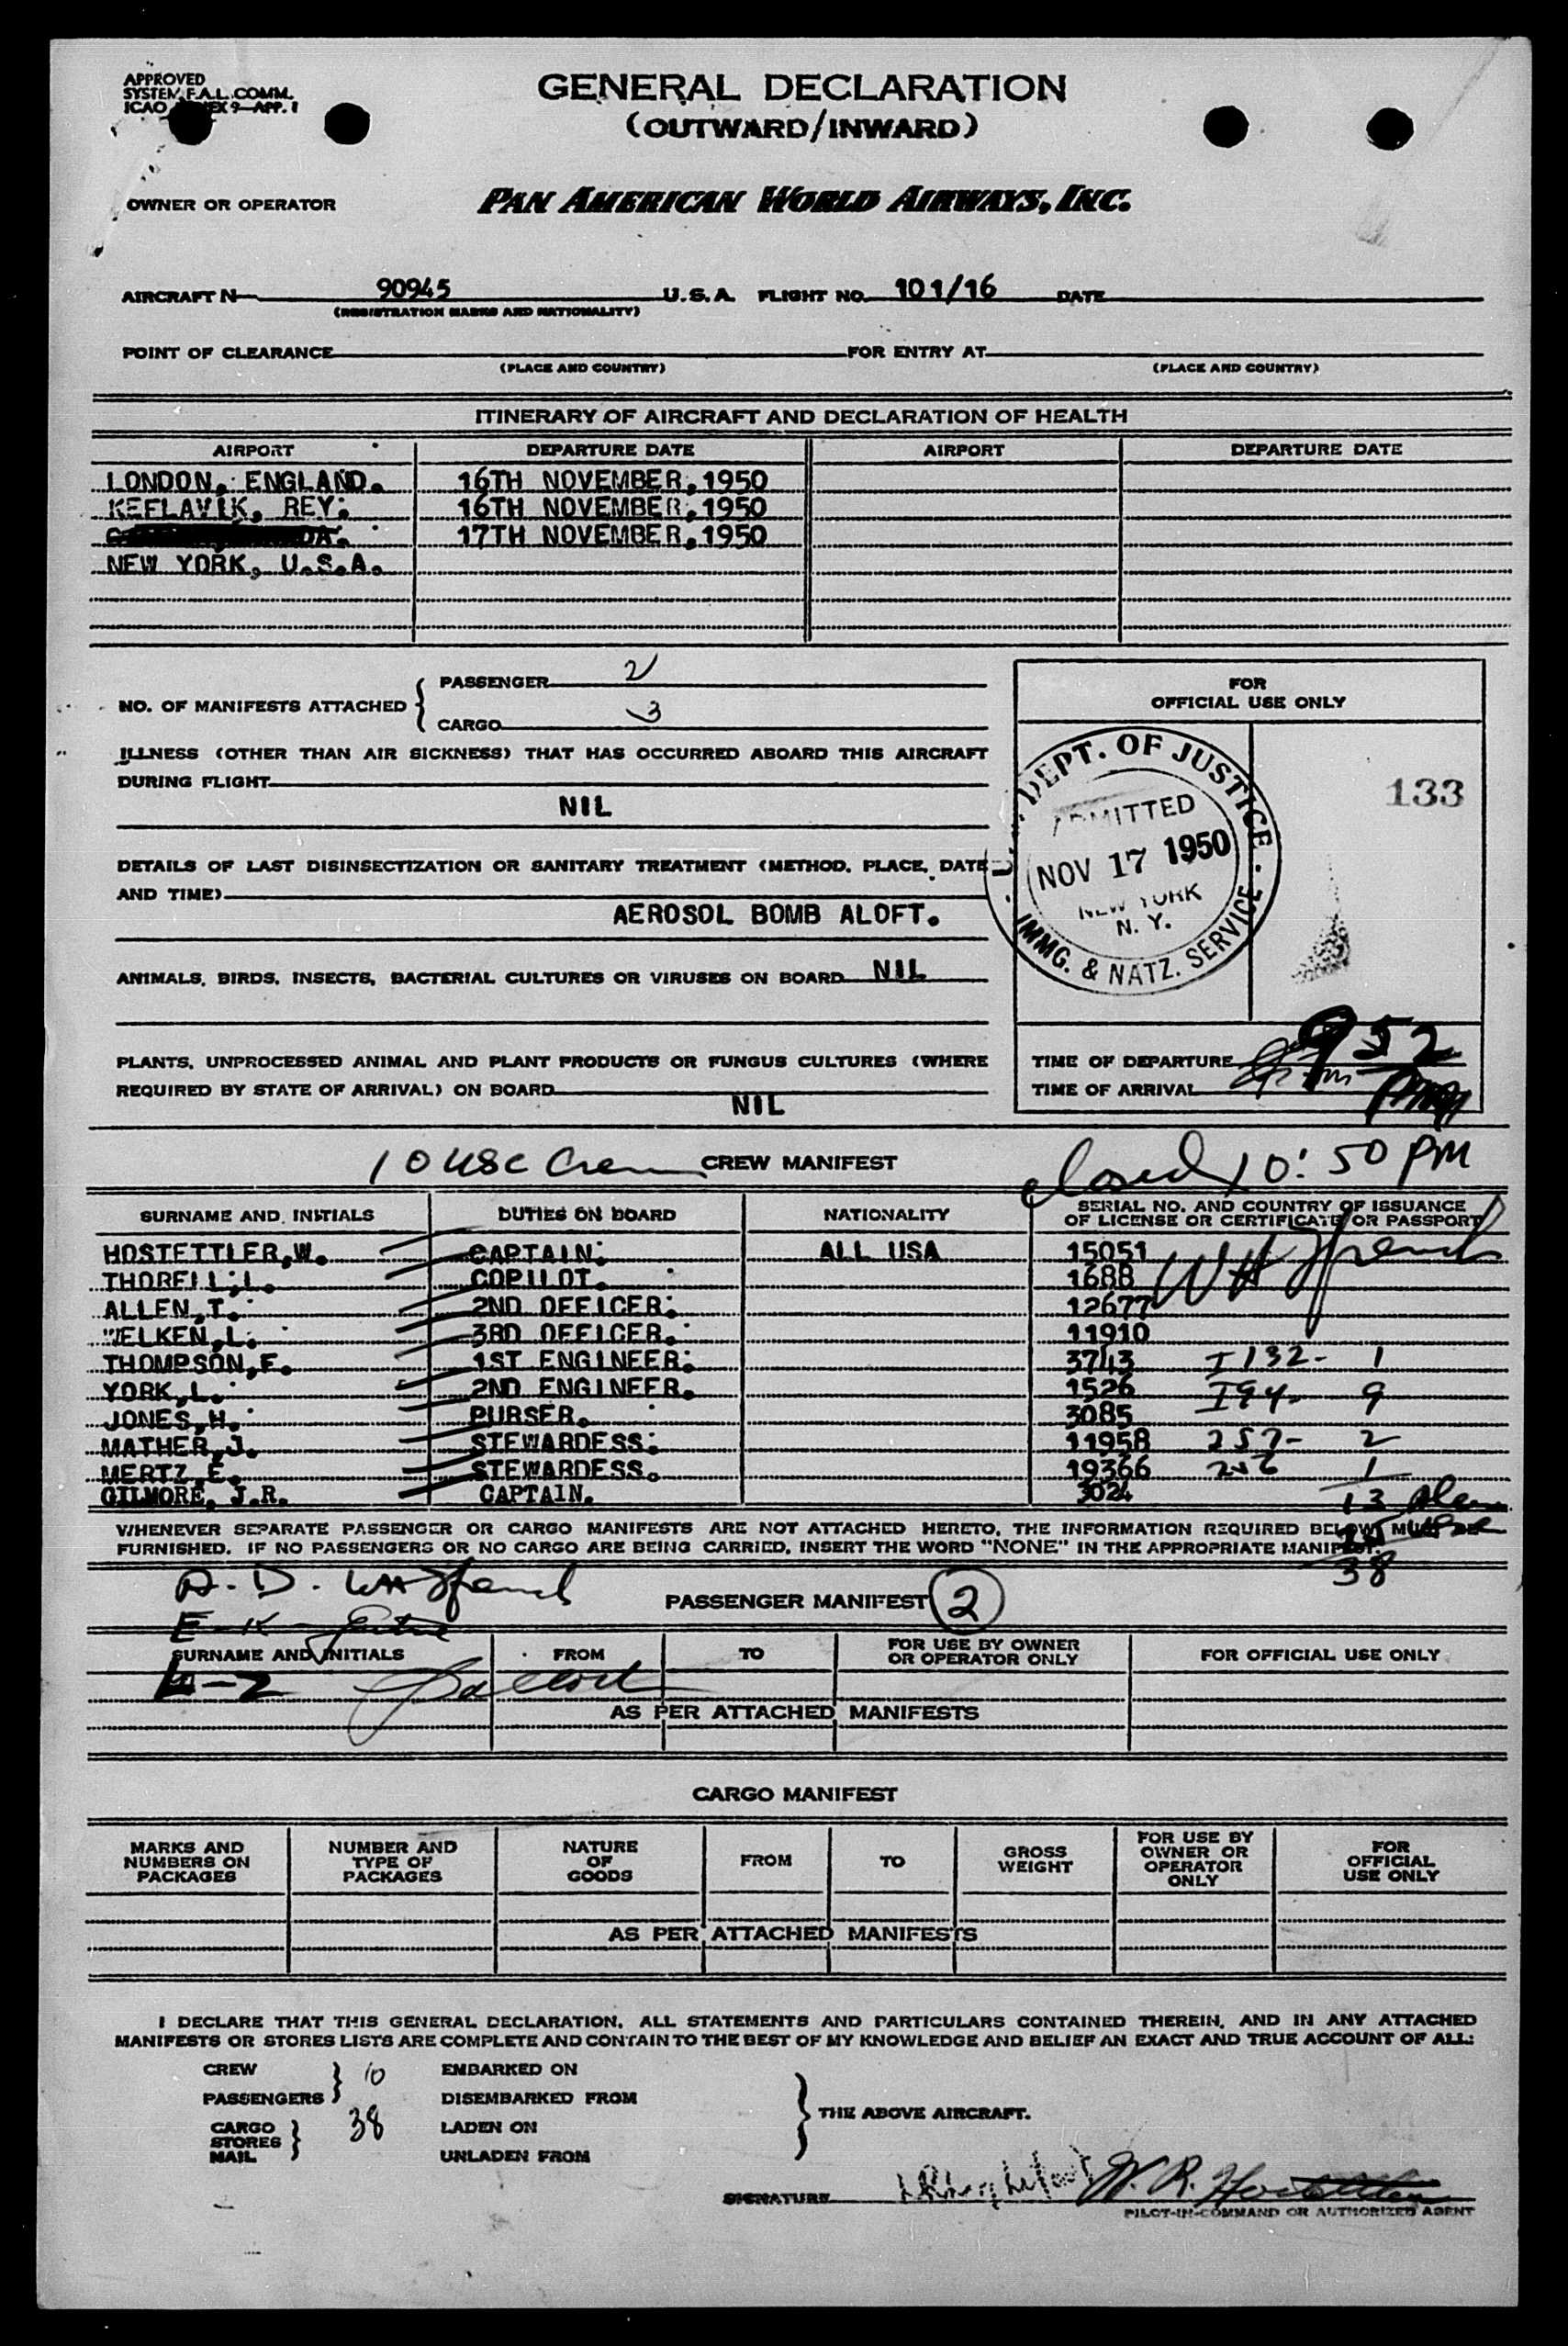 APPROVED
SYSTEM F.A.L. COMM.
ICAO 9—APP. 1
GENERAL DECLARATION
(OUTWARD/INWARD)
OWNER OR OPERATOR PAN AMERICAN WORLD AIRWAYS, INC.
AIRCRAFT N 90945 U.S.A. FLIGHT NO. 101/16 DATE
(REGISTRATION MARKS AND NATIONALITY)
POINT OF CLEARANCE FOR ENTRY AT
(PLACE AND COUNTRY) (PLACE AND COUNTRY)
ITINERARY OF AIRCRAFT AND DECLARATION OF HEALTH
AIRPORT DEPARTURE DATE AIRPORT DEPARTURE DATE
LONDON, ENGLAND. 16TH NOVEMBER, 1950
KEFLAVIK, REY. 16TH NOVEMBER, 1950
17TH NOVEMBER, 1950
NEW YORK, U.S.A.
NO. OF MANIFESTS ATTACHED { PASSENGER 2
CARGO 3
ILLNESS (OTHER THAN AIR SICKNESS) THAT HAS OCCURRED ABOARD THIS AIRCRAFT
DURING FLIGHT
NIL
DETAILS OF LAST DISINSECTIZATION OR SANITARY TREATMENT (METHOD, PLACE, DATE
AND TIME)
AEROSOL BOMB ALOFT.
ANIMALS, BIRDS, INSECTS, BACTERIAL CULTURES OR VIRUSES ON BOARD NIL
PLANTS, UNPROCESSED ANIMAL AND PLANT PRODUCTS OR FUNGUS CULTURES (WHERE
REQUIRED BY STATE OF ARRIVAL) ON BOARD
NIL
FOR
OFFICIAL USE ONLY
U.S. DEPT. OF JUSTICE
ADMITTED
NOV 17 1950
NEW YORK
N. Y.
IMMG. & NATZ. SERVICE
133
TIME OF DEPARTURE 952
TIME OF ARRIVAL PM
10 USC Crew CREW MANIFEST closed 10:50 PM
SURNAME AND INITIALS DUTIES ON BOARD NATIONALITY SERIAL NO. AND COUNTRY OF ISSUANCE
OF LICENSE OR CERTIFICATE OR PASSPORT
HOSTETTLER, W. CAPTAIN. ALL USA 15051
THORELL, L. COPILOT. 1688
ALLEN, T. 2ND OFFICER. 12677
WELKEN, L. 3RD OFFICER. 11910
THOMPSON, F. 1ST ENGINEER. 3743 I 132 - 1
YORK, L. 2ND ENGINEER. 1526 I 94 - 9
JONES, H. PURSER. 3085
MATHER, J. STEWARDESS. 11958 257 - 2
MERTZ, E. STEWARDESS. 19366 1
GILMORE, J.R. CAPTAIN. 3024 13
WHENEVER SEPARATE PASSENGER OR CARGO MANIFESTS ARE NOT ATTACHED HERETO, THE INFORMATION REQUIRED BELOW MUST BE
FURNISHED. IF NO PASSENGERS OR NO CARGO ARE BEING CARRIED, INSERT THE WORD "NONE" IN THE APPROPRIATE MANIFEST.
38
PASSENGER MANIFEST 2
SURNAME AND INITIALS FROM TO FOR USE BY OWNER
OR OPERATOR ONLY FOR OFFICIAL USE ONLY
AS PER ATTACHED MANIFESTS
CARGO MANIFEST
MARKS AND
NUMBERS ON
PACKAGES
NUMBER AND
TYPE OF
PACKAGES
NATURE
OF
GOODS
FROM
TO
GROSS
WEIGHT
FOR USE BY
OWNER OR
OPERATOR
ONLY
FOR
OFFICIAL
USE ONLY
AS PER ATTACHED MANIFESTS
I DECLARE THAT THIS GENERAL DECLARATION, ALL STATEMENTS AND PARTICULARS CONTAINED THEREIN, AND IN ANY ATTACHED
MANIFESTS OR STORES LISTS ARE COMPLETE AND CONTAIN TO THE BEST OF MY KNOWLEDGE AND BELIEF AN EXACT AND TRUE ACCOUNT OF ALL:
CREW } 10 EMBARKED ON
PASSENGERS DISEMBARKED FROM
THE ABOVE AIRCRAFT.
CARGO } 38 LADEN ON
STORES
MAIL UNLADEN FROM
SIGNATURE W. R. Hostettler
PILOT-IN-COMMAND OR AUTHORIZED AGENT